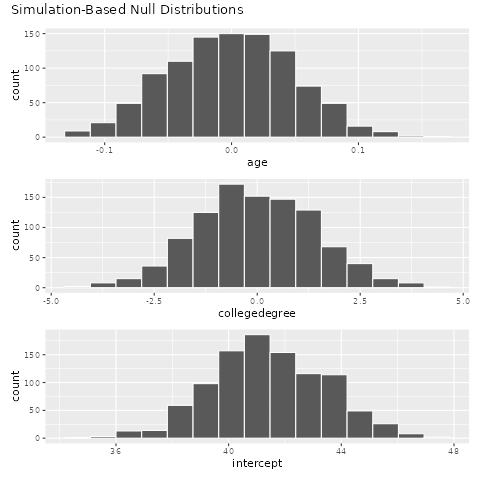 Simulation-Based Null Distributions
150
100
50
0
count
-0.1 0.0 0.1
age
150
100
50
0
count
-5.0 -2.5 0.0 2.5 5.0
collegedegree
150
100
50
0
count
36 40 44 48
intercept